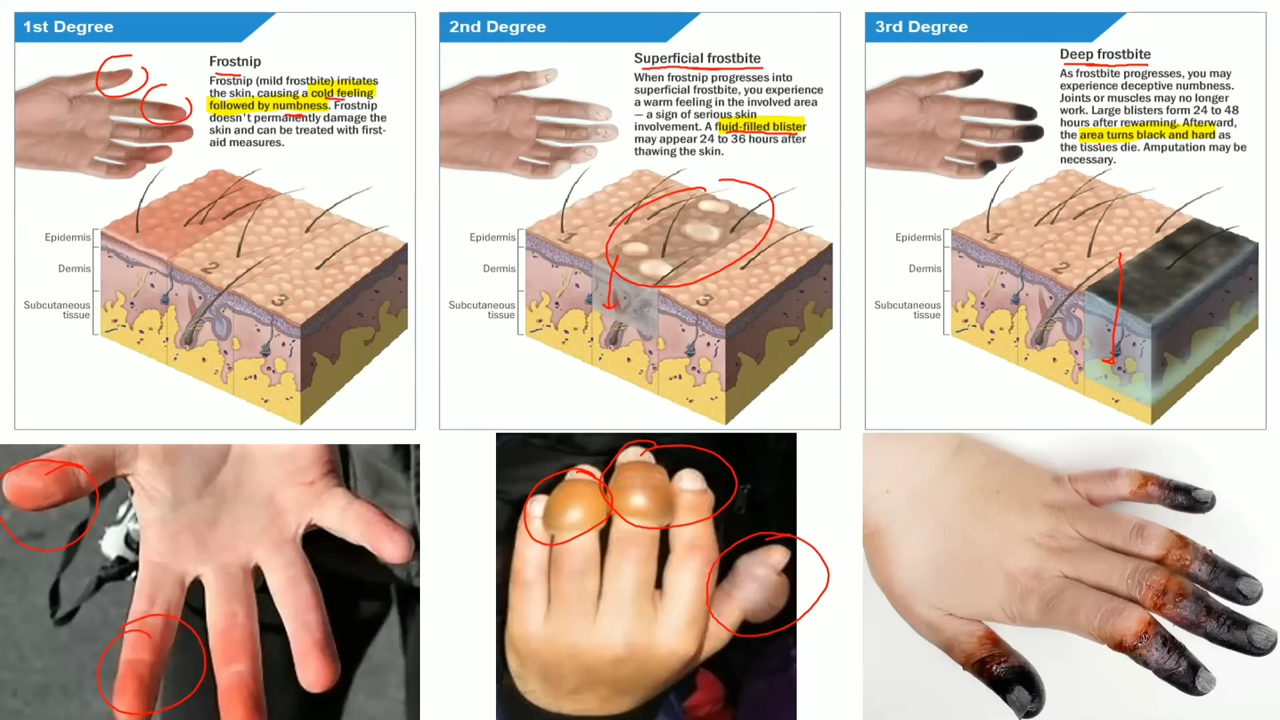 1st Degree
Frostnip
Frostnip (mild frostbite) irritates
the skin, causing a cold feeling
followed by numbness. Frostnip
doesn't permanently damage the
skin and can be treated with first-
aid measures.
Epidermis
Dermis
Subcutaneous
tissue
2
3
2nd Degree
Superficial frostbite
When frostnip progresses into
superficial frostbite, you experience
a warm feeling in the involved area
— a sign of serious skin
involvement. A fluid-filled blister
may appear 24 to 36 hours after
thawing the skin.
Epidermis
Dermis
Subcutaneous
tissue
1
3
3rd Degree
Deep frostbite
As frostbite progresses, you may
experience deceptive numbness.
Joints or muscles may no longer
work. Large blisters form 24 to 48
hours after rewarming. Afterward,
the area turns black and hard as
the tissues die. Amputation may be
necessary.
Epidermis
Dermis
Subcutaneous
tissue
1
2